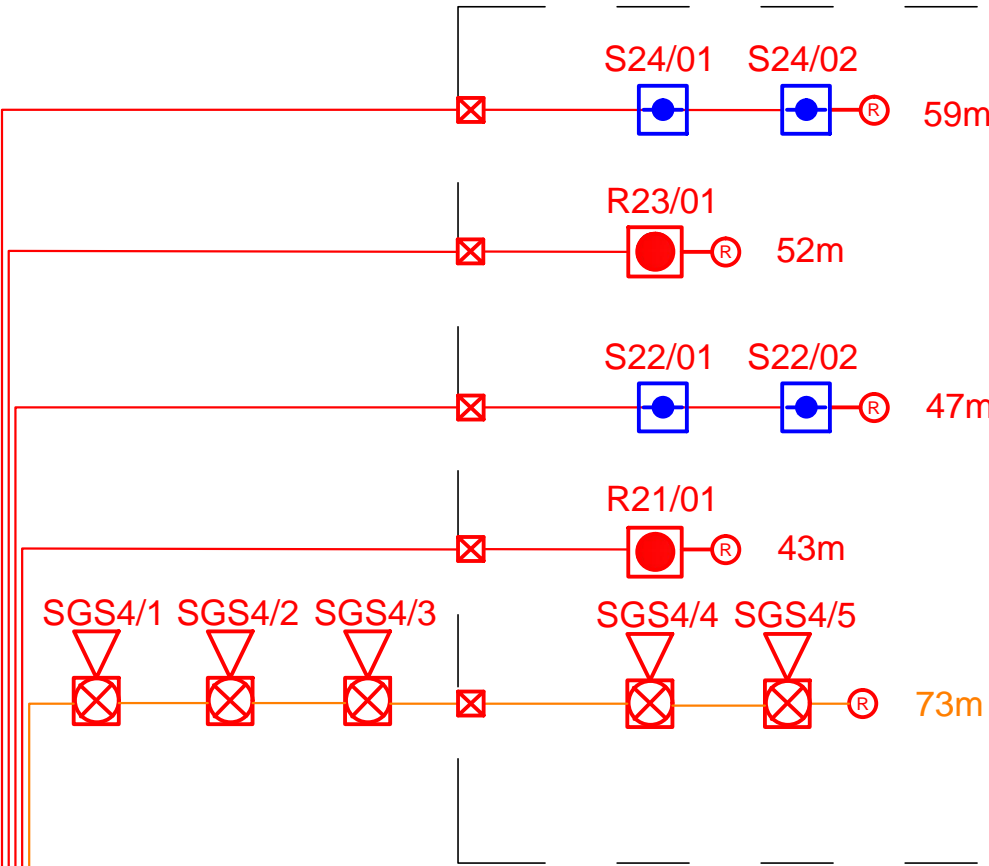 S24/01 S24/02
R 59m
R23/01
R 52m
S22/01 S22/02
R 47m
R21/01
R 43m
SGS4/1 SGS4/2 SGS4/3 SGS4/4 SGS4/5
R 73m